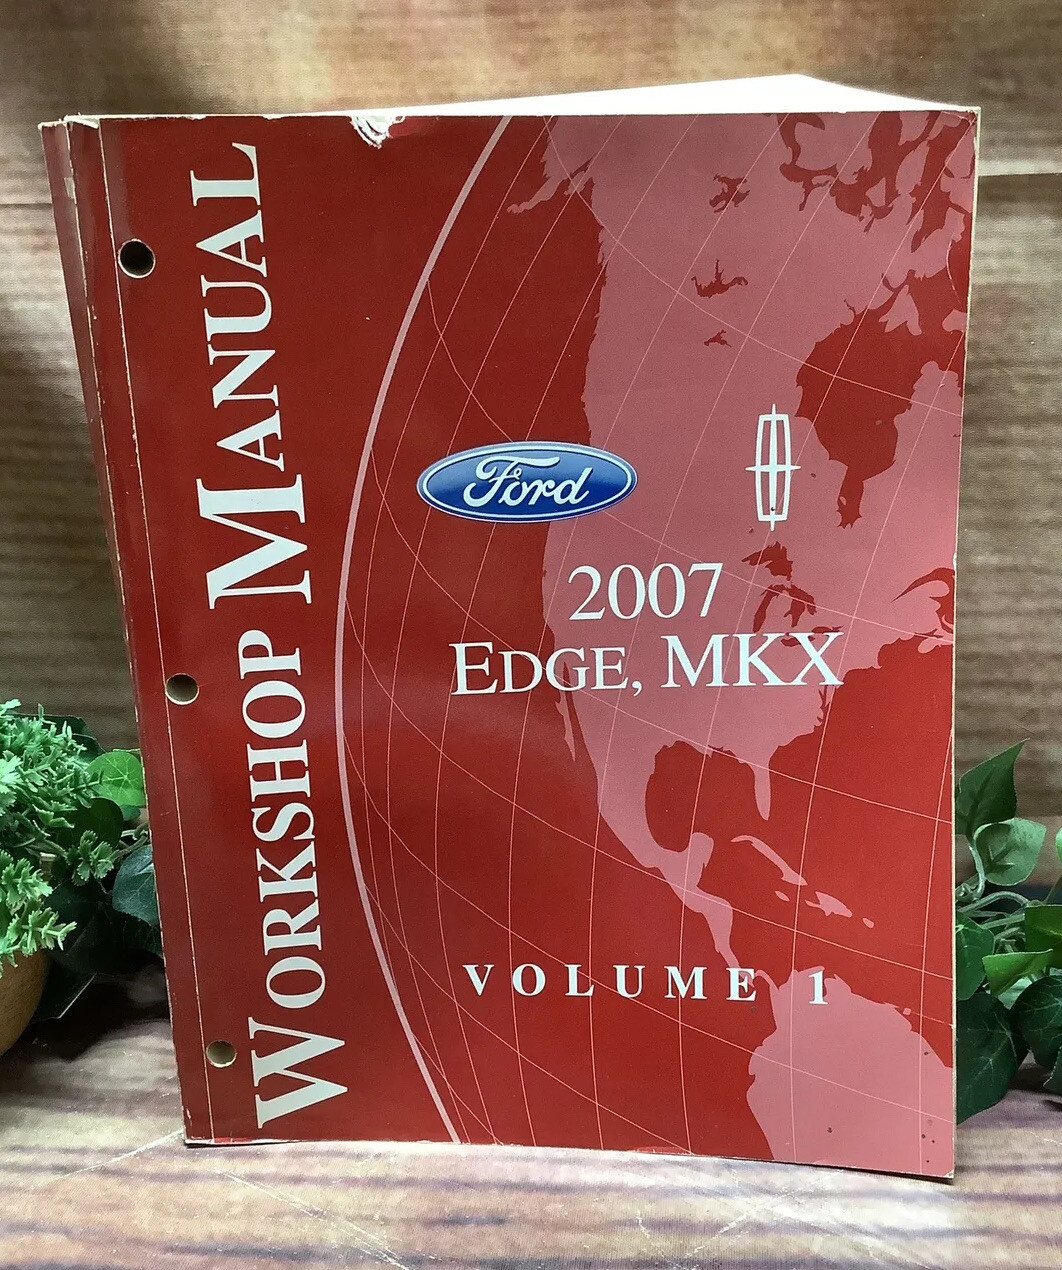 WORKSHOP MANUAL
Ford
2007
EDGE, MKX
VOLUME 1